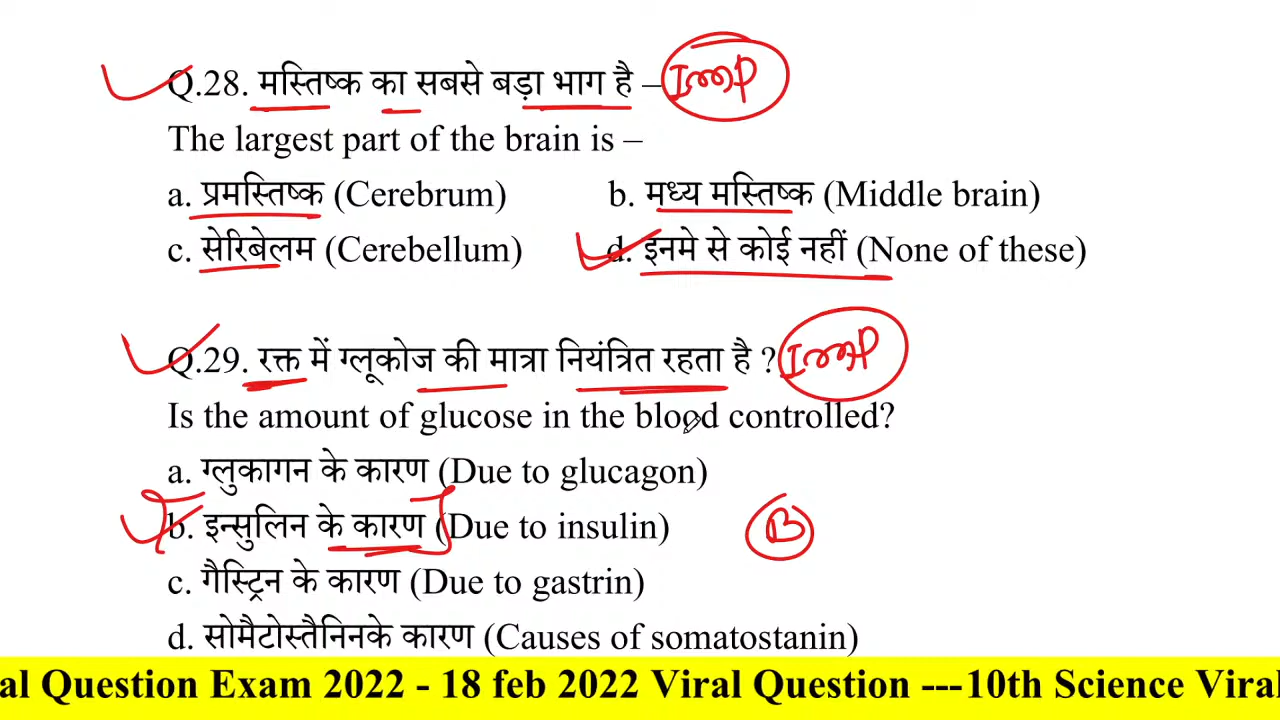 Q.28. मस्तिष्क का सबसे बड़ा भाग है – IMP
The largest part of the brain is –
a. प्रमस्तिष्क (Cerebrum) b. मध्य मस्तिष्क (Middle brain)
c. सेरिबेलम (Cerebellum) d. इनमे से कोई नहीं (None of these)
Q.29. रक्त में ग्लूकोज की मात्रा नियंत्रित रहता है ? IMP
Is the amount of glucose in the blood controlled?
a. ग्लुकागन के कारण (Due to glucagon)
b. इन्सुलिन के कारण (Due to insulin) B
c. गैस्ट्रिन के कारण (Due to gastrin)
d. सोमैटोस्तैनिनके कारण (Causes of somatostanin)
al Question Exam 2022 - 18 feb 2022 Viral Question ---10th Science Viral